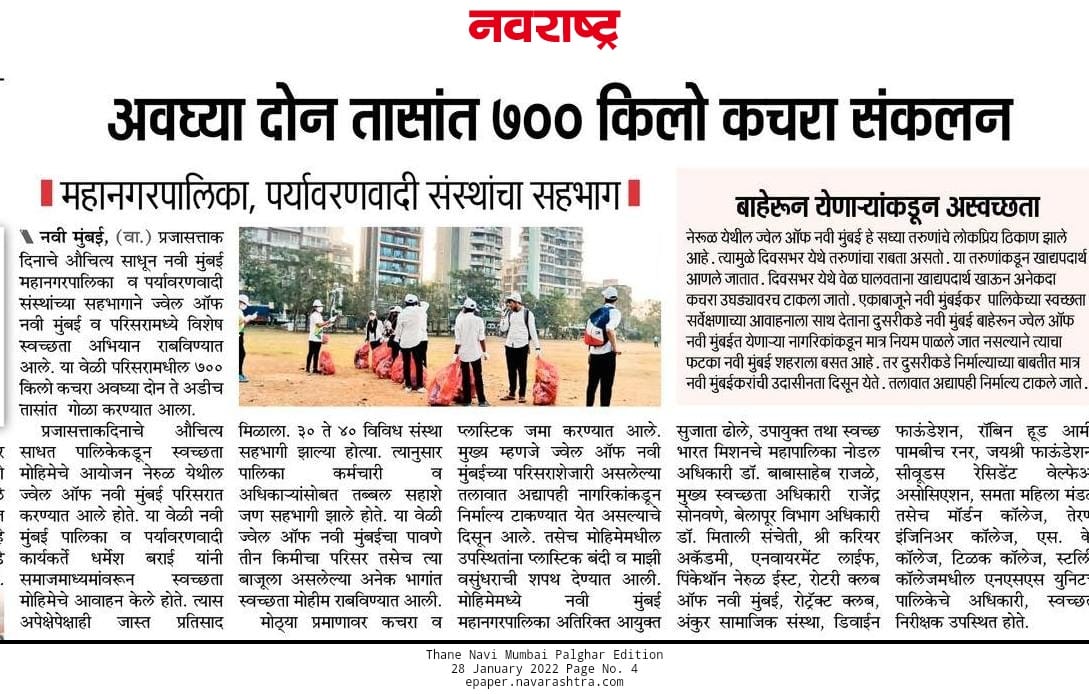 नवराष्ट्र
अवघ्या दोन तासांत ७०० किलो कचरा संकलन
महानगरपालिका, पर्यावरणवादी संस्थांचा सहभाग
नवी मुंबई, (वा.) प्रजासत्ताक
दिनाचे औचित्य साधून नवी मुंबई
महानगरपालिका व पर्यावरणवादी
संस्थांच्या सहभागाने ज्वेल ऑफ
नवी मुंबई व परिसरामध्ये विशेष
स्वच्छता अभियान राबविण्यात
आले. या वेळी परिसरामधील ७००
किलो कचरा अवघ्या दोन ते अडीच
तासांत गोळा करण्यात आला.
प्रजासत्ताकदिनाचे औचित्य
साधत पालिकेकडून स्वच्छता
मोहिमेचे आयोजन नेरुळ येथील
ज्वेल ऑफ नवी मुंबई परिसरात
करण्यात आले होते. या वेळी नवी
मुंबई पालिका व पर्यावरणवादी
कार्यकर्ते धर्मेश बराई यांनी
समाजमाध्यमांवरून स्वच्छता
मोहिमेचे आवाहन केले होते. त्यास
अपेक्षेपेक्षाही जास्त प्रतिसाद
मिळाला. ३० ते ४० विविध संस्था
सहभागी झाल्या होत्या. त्यानुसार
पालिका कर्मचारी व
अधिकाऱ्यांसोबत तब्बल सहाशे
जण सहभागी झाले होते. या वेळी
ज्वेल ऑफ नवी मुंबईचा पावणे
तीन किमीचा परिसर तसेच त्या
बाजूला असलेल्या अनेक भागांत
स्वच्छता मोहीम राबविण्यात आली.
मोठ्या प्रमाणावर कचरा व
प्लास्टिक जमा करण्यात आले.
मुख्य म्हणजे ज्वेल ऑफ नवी
मुंबईच्या परिसराशेजारी असलेल्या
तलावात अद्यापही नागरिकांकडून
निर्माल्य टाकण्यात येत असल्याचे
दिसून आले. तसेच मोहिमेमधील
उपस्थितांना प्लास्टिक बंदी व माझी
वसुंधराची शपथ देण्यात आली.
मोहिमेमध्ये नवी मुंबई
महानगरपालिका अतिरिक्त आयुक्त
सुजाता ढोले, उपायुक्त तथा स्वच्छ
भारत मिशनचे महापालिका नोडल
अधिकारी डॉ. बाबासाहेब राजळे,
मुख्य स्वच्छता अधिकारी राजेंद्र
सोनवणे, बेलापूर विभाग अधिकारी
डॉ. मिताली संचेती, श्री करियर
अकॅडमी, एनवायरमेंट लाईफ,
पिंकेथॉन नेरुळ ईस्ट, रोटरी क्लब
ऑफ नवी मुंबई, रोट्रॅक्ट क्लब,
अंकुर सामाजिक संस्था, डिवाईन
फाऊंडेशन, रॉबिन हूड आर्मी
पामबीच रनर, जयश्री फाऊंडेशन
सीवूडस रेसिडेंट वेल्फेअ
असोसिएशन, समता महिला मंड
तसेच मॉर्डन कॉलेज, तेरण
इंजिनिअर कॉलेज, एस. के
कॉलेज, टिळक कॉलेज, स्टर्लि
कॉलेजमधील एनएसएस युनिट
पालिकेचे अधिकारी, स्वच्छत
निरीक्षक उपस्थित होते.
बाहेरून येणाऱ्यांकडून अस्वच्छता
नेरूळ येथील ज्वेल ऑफ नवी मुंबई हे सध्या तरुणांचे लोकप्रिय ठिकाण झाले
आहे. त्यामुळे दिवसभर येथे तरुणांचा राबता असतो. या तरुणांकडून खाद्यपदार्थ
आणले जातात. दिवसभर येथे वेळ घालवताना खाद्यपदार्थ खाऊन अनेकदा
कचरा उघड्यावरच टाकला जातो. एकाबाजूने नवी मुंबईकर पालिकेच्या स्वच्छता
सर्वेक्षणाच्या आवाहनाला साथ देताना दुसरीकडे नवी मुंबई बाहेरून ज्वेल ऑफ
नवी मुंबईत येणाऱ्या नागरिकांकडून मात्र नियम पाळले जात नसल्याने त्याचा
फटका नवी मुंबई शहराला बसत आहे. तर दुसरीकडे निर्माल्याच्या बाबतीत मात्र
नवी मुंबईकरांची उदासीनता दिसून येते. तलावात अद्यापही निर्माल्य टाकले जाते.
Thane Navi Mumbai Palghar Edition
28 January 2022 Page No. 4
epaper.navarashtra.com